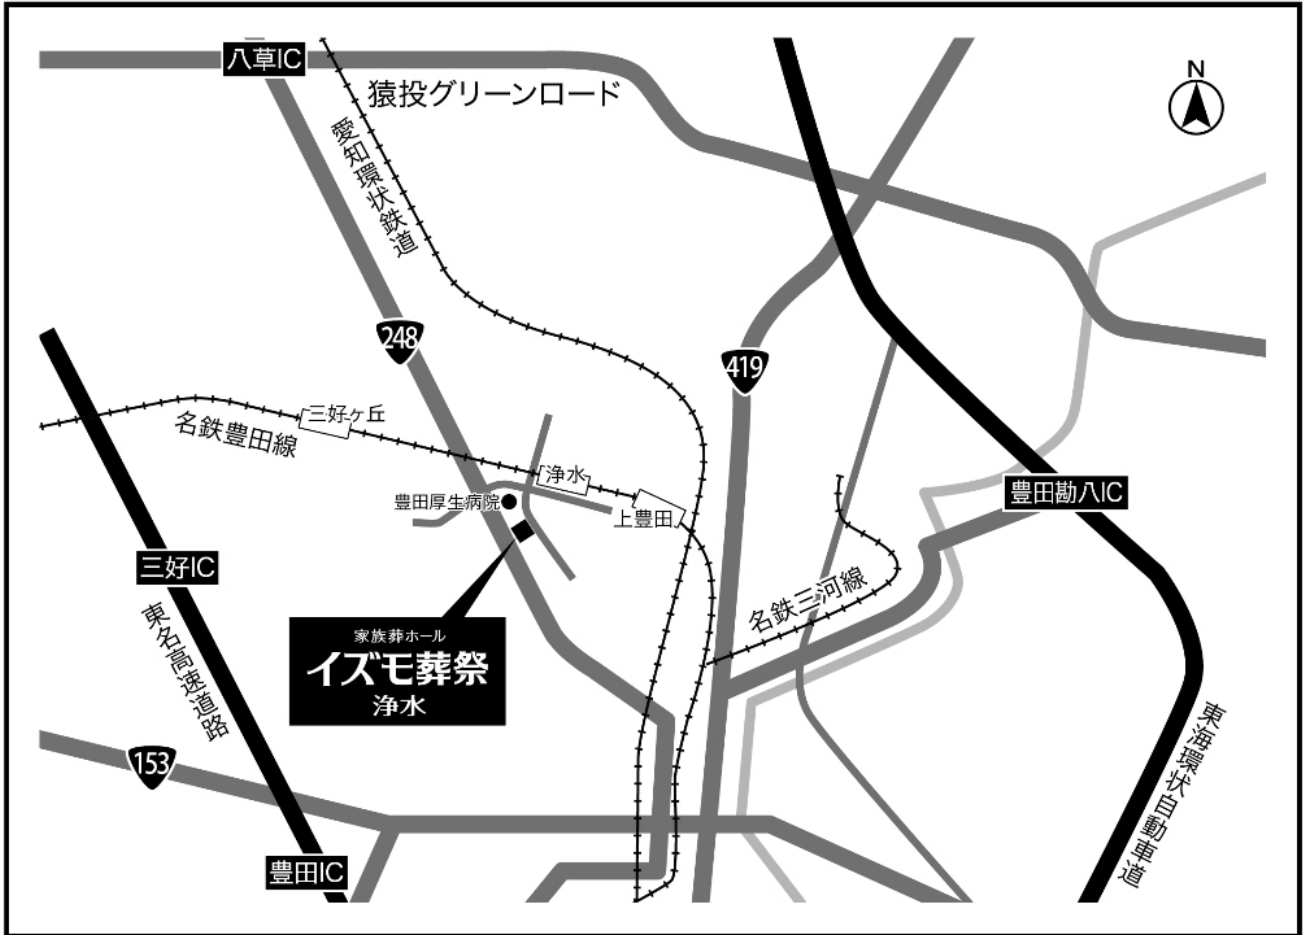 八草IC
猿投グリーンロード
N
愛知環状鉄道
248
419
三好ヶ丘
名鉄豊田線
浄水
豊田厚生病院
上豊田
豊田勘八IC
三好IC
名鉄三河線
東名高速道路
家族葬ホール
イズモ葬祭
浄水
153
東海環状自動車道
豊田IC